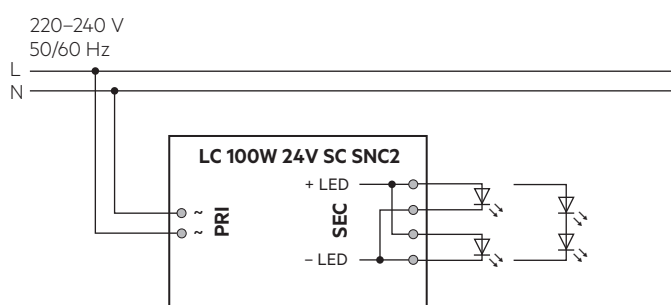 220–240 V
50/60 Hz
L
N
LC 100W 24V SC SNC2
+ LED
~
PRI
~
SEC
– LED